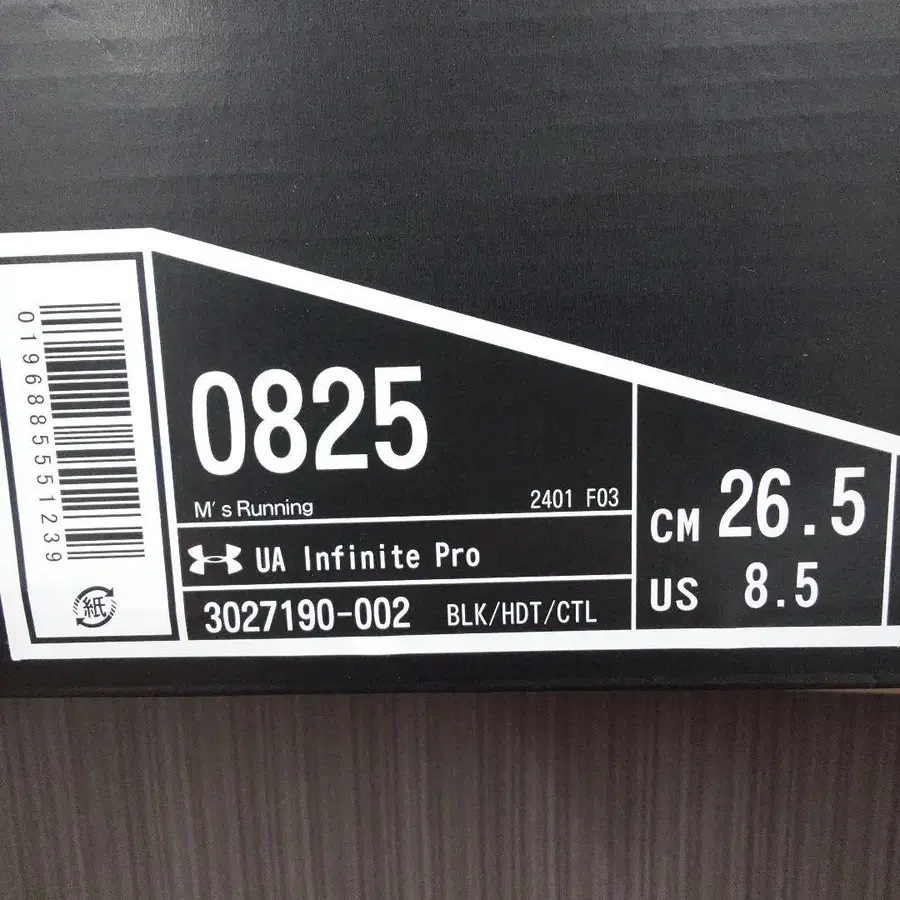 0196885551239
紙
0825
M's Running
2401 F03
UA Infinite Pro
3027190-002 BLK/HDT/CTL
CM 26.5
US 8.5